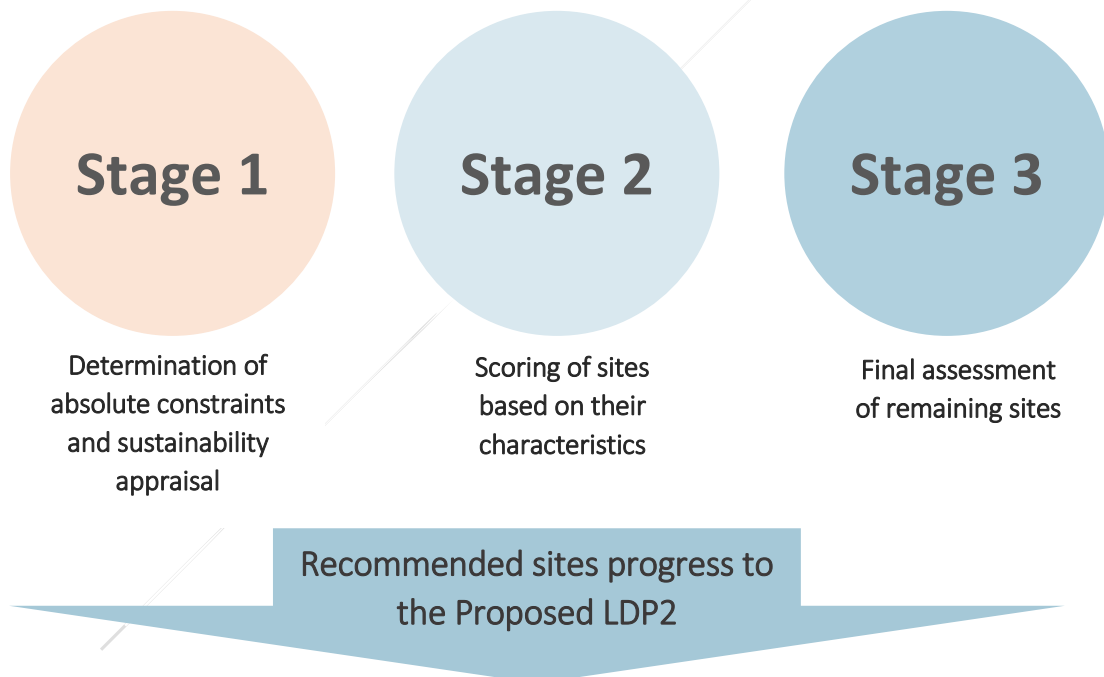 Stage 1
Determination of
absolute constraints
and sustainability
appraisal
Stage 2
Scoring of sites
based on their
characteristics
Stage 3
Final assessment
of remaining sites
Recommended sites progress to
the Proposed LDP2